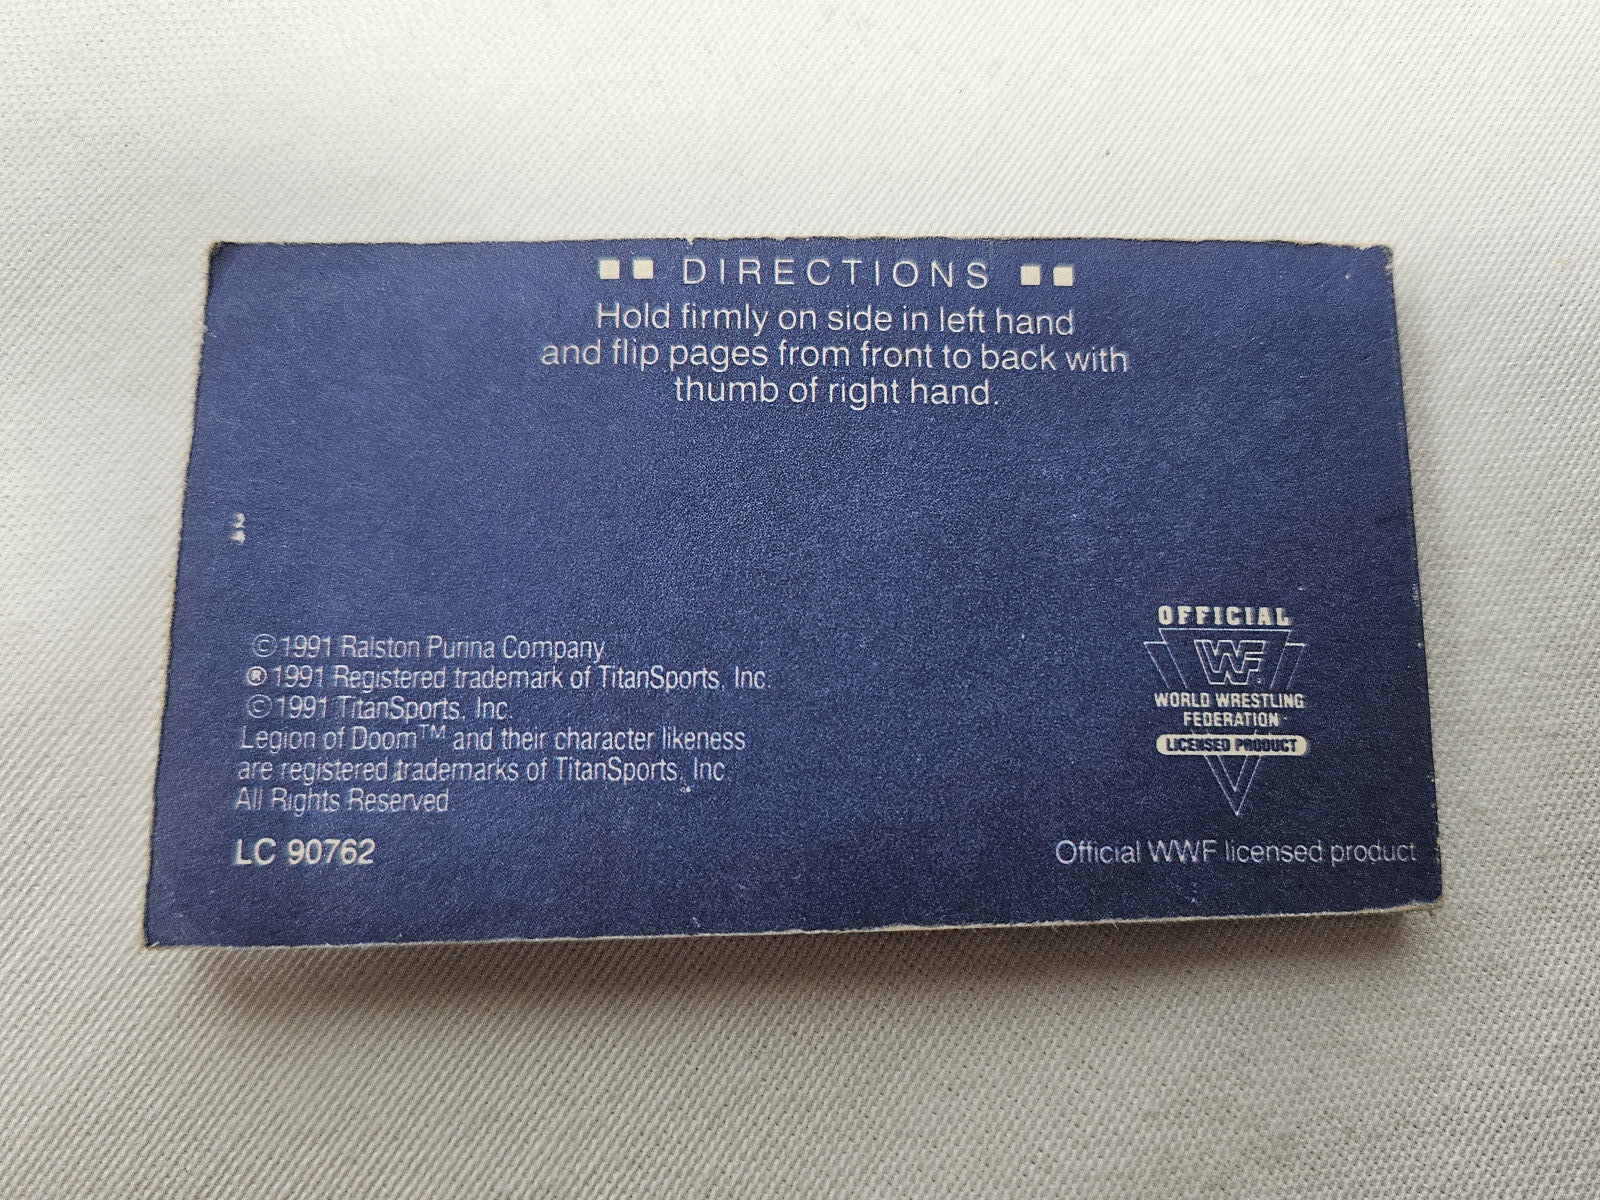 DIRECTIONS
Hold firmly on side in left hand
and flip pages from front to back with
thumb of right hand.
2
4
©1991 Ralston Purina Company
®1991 Registered trademark of TitanSports, Inc.
©1991 TitanSports, Inc.
Legion of Doom™ and their character likeness
are registered trademarks of TitanSports, Inc.
All Rights Reserved
LC 90762
OFFICIAL
WF
WORLD WRESTLING
FEDERATION
LICENSED PRODUCT
Official WWF licensed product